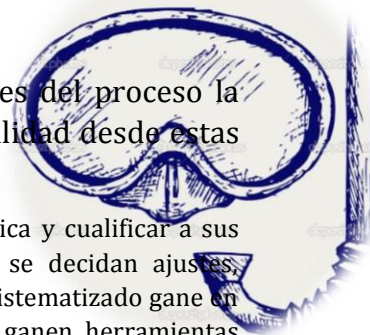 es del proceso la
lidad desde estas
ica y cualificar a sus
se decidan ajustes,
istematizado gane en
ganen herramientas